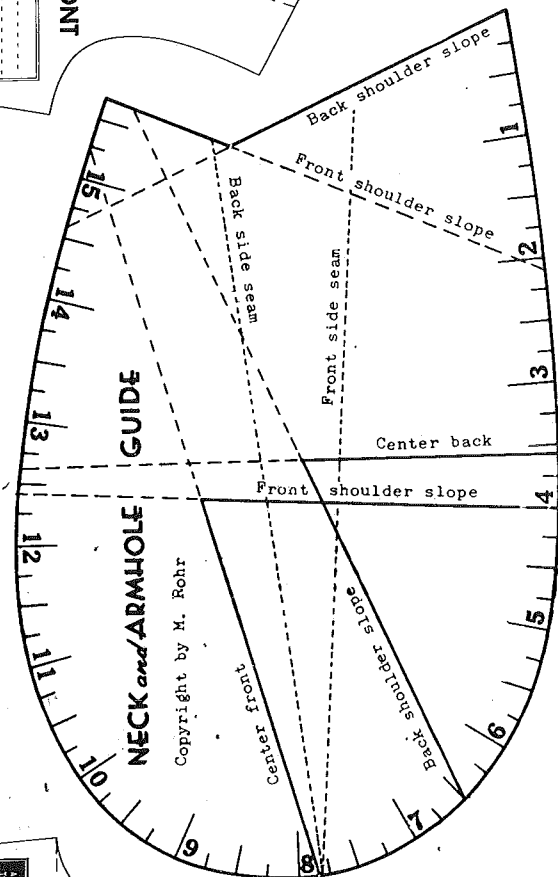 ONT
Back shoulder slope
Front shoulder slope
Back side seam
Front side seam
Center back
Front shoulder slope
Back shoulder slope
Center front
NECK and ARMHOLE GUIDE
Copyright by M. Rohr
1
2
3
4
5
6
7
8
9
10
11
12
13
14
15